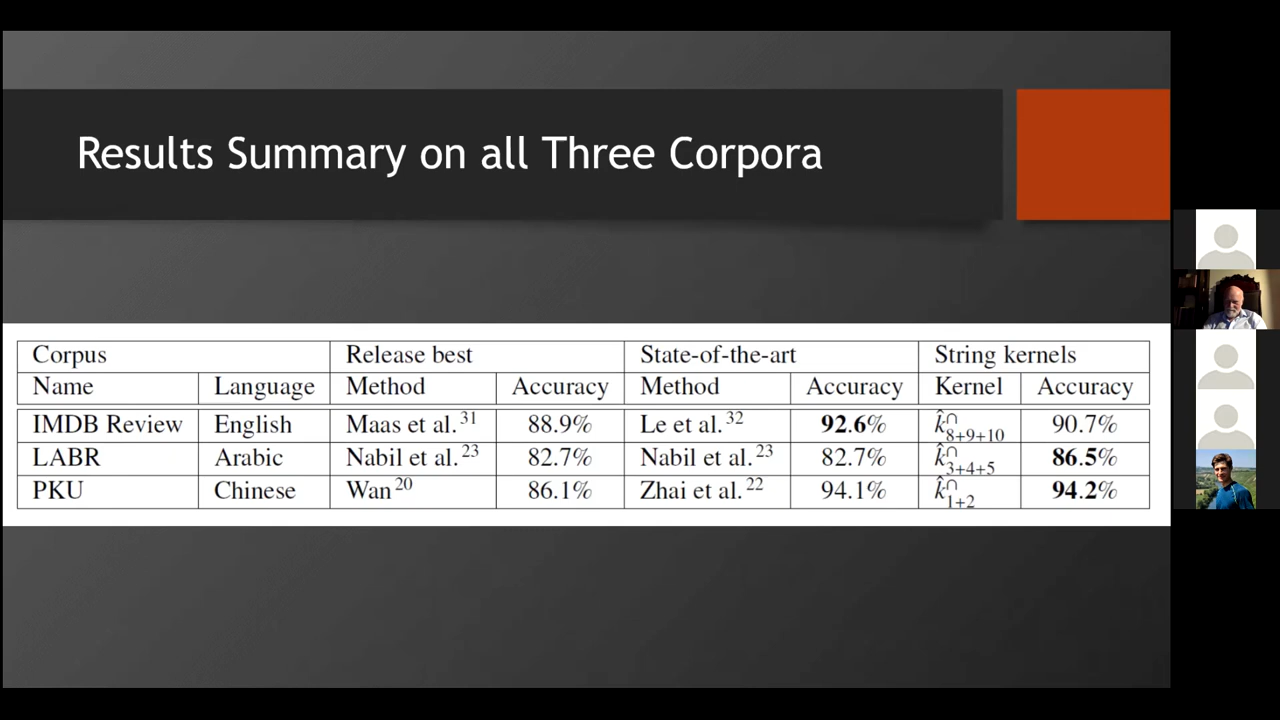 Results Summary on all Three Corpora
Corpus Release best State-of-the-art String kernels
Name Language Method Accuracy Method Accuracy Kernel Accuracy
IMDB Review English Maas et al.31 88.9% Le et al.32 92.6% k̂∩8+9+10 90.7%
LABR Arabic Nabil et al.23 82.7% Nabil et al.23 82.7% k̂∩3+4+5 86.5%
PKU Chinese Wan20 86.1% Zhai et al.22 94.1% k̂∩1+2 94.2%